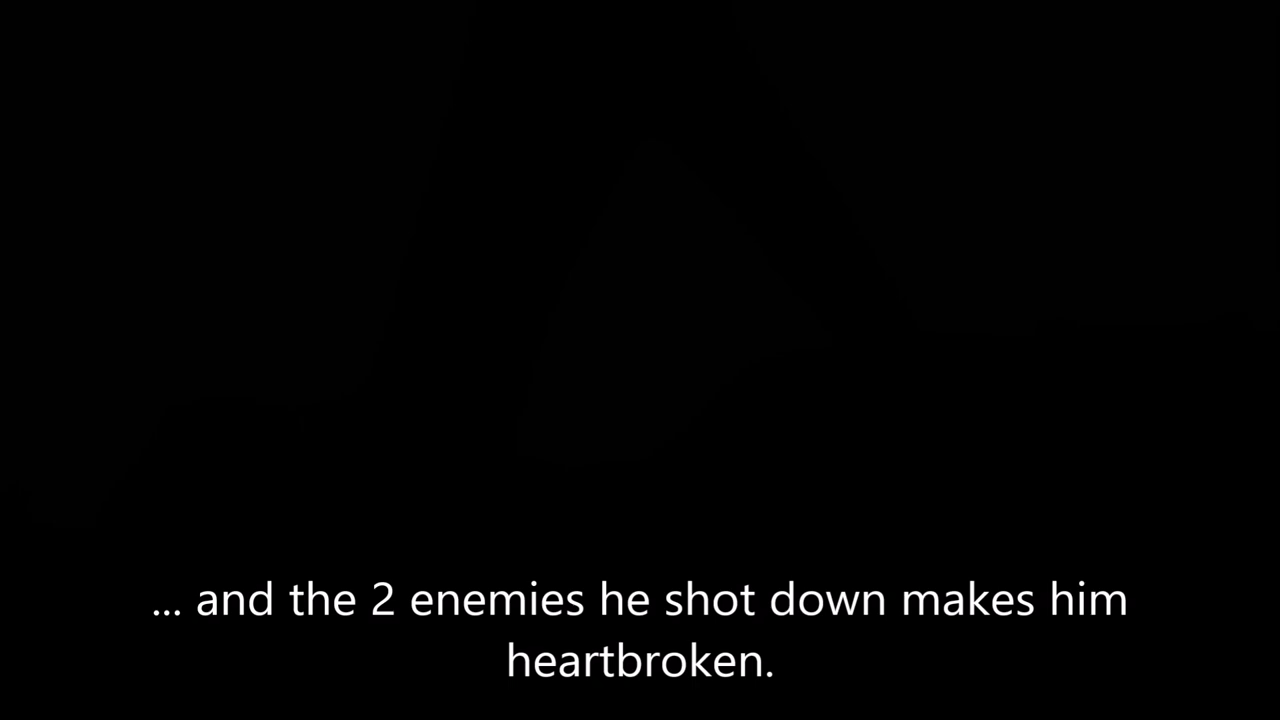 ... and the 2 enemies he shot down makes him
heartbroken.